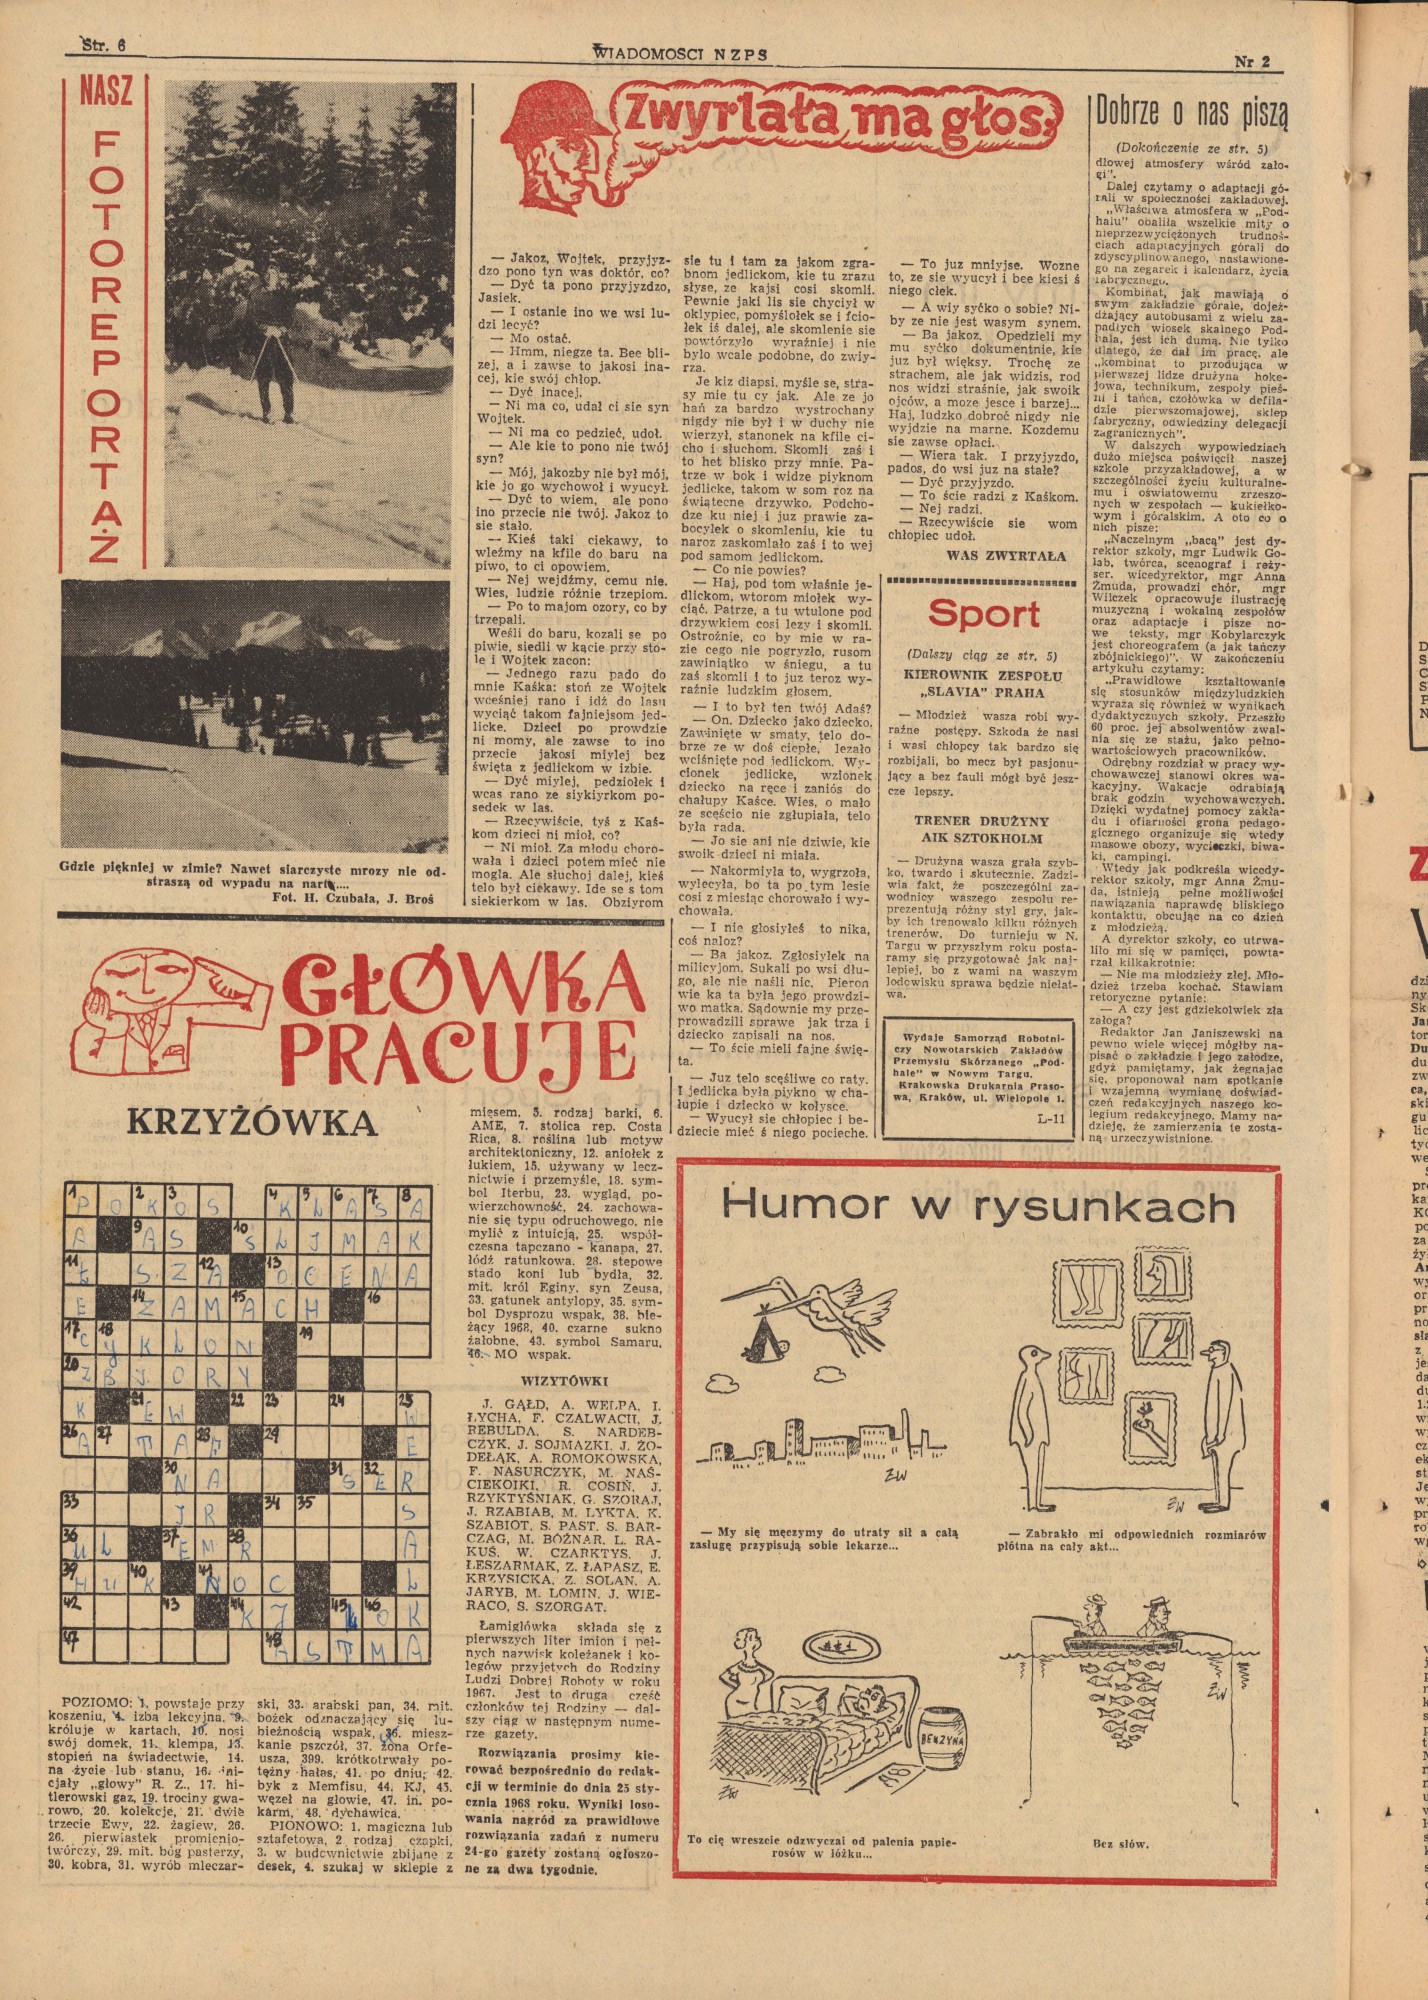 Str. 6
WIADOMOSCI NZPS
Nr 2
NASZ
FOTOREPORTAŻ
Gdzie piękniej w zimie? Nawet siarczyste mrozy nie od-
straszą od wypadu na narty....
Fot. H. Czubala, J. Broś
Zwyrtała ma głos:
— Jakoz, Wojtek, przyjyz-
dzo pono tyn was doktór, co?
— Dyć ta pono przyjyzdzo,
Jasiek.
— I ostanie ino we wsi lu-
dzi lecyć?
— Mo ostać.
— Hmm, niegze ta. Bee bli-
zej, a i zawse to jakosi ina-
cej, kie swój chłop.
— Dyć inacej.
— Ni ma co, udał ci sie syn
Wojtek.
— Ni ma co pedzieć, udoł.
— Ale kie to pono nie twój
syn?
— Mój, jakozby nie był mój,
kie jo go wychowoł i wyucył.
— Dyć to wiem, ale pono
ino przecie nie twój. Jakoz to
sie stało.
— Kieś taki ciekawy, to
wleźmy na kfile do baru na
piwo, to ci opowiem.
— Nej wejdźmy, cemu nie.
Wies, ludzie różnie trzepiom.
— Po to majom ozory, co by
trzepali.
Weśli do baru, kozali se po
piwie, siedli w kącie przy sto-
le i Wojtek zacon:
— Jednego razu pado do
mnie Kaśka: stoń ze Wojtek
wcesniej rano i idź do lasu
wyciąć takom fajniejsom jed-
licke. Dzieci po prowdzie
ni momy, ale zawse to ino
przecie jakosi mylej bez
święta z jedlickom w izbie.
— Dyć miylej, pedziołek i
wcas rano ze siykiyrkom po-
sedek w las.
— Rzecywiście, tyś z Kaś-
kom dzieci ni mioł, co?
— Ni mioł. Za młodu choro-
wała i dzieci potem mieć nie
mogla. Ale słuchoj dalej, kieś
telo był ciekawy. Ide se s tom
siekierkom w las. Obziyrom
sie tu i tam za jakom zgra-
bnom jedlickom, kie tu zrazu
słyse, ze kajsi cosi skomli.
Pewnie jaki lis sie chyciył w
oklypiec, pomyślołek se i fcio-
łek iś dalej, ale skomlenie sie
powtórzyło wyraźniej i nie
było wcale podobne, do zwiy-
rza.
Je kiz diapsi, myśle se, stra-
sy mie tu cy jak. Ale ze jo
hań za bardzo wystrochany
nigdy nie był i w duchy nie
wierzył, stanonek na kfile ci-
cho i słuchom. Skomli zaś i
to het blisko przy mnie. Pa-
trze w bok i widze piyknom
jedlicke, takom w som roz na
świątecne drzywko. Podcho-
dze ku niej i juz prawie za-
bocyłek o skomleniu, kie tu
naroz zaskomlało zaś i to wej
pod samom jedlickom.
— Co nie powies?
— Haj, pod tom właśnie je-
dlickom, wtorom miołek wy-
ciąć. Patrze, a tu wtulone pod
drzywkiem cosi lezy i skomli.
Ostroźnie, co by mie w ra-
zie cego nie pogryzło, rusom
zawiniątko w śniegu, a tu
zaś skomli i to juz teroz wy-
raźnie ludzkim głosem.
— I to był ten twój Adaś?
— On. Dziecko jako dziecko.
Zawinięte w smaty, telo do-
brze ze w doś ciepłe, lezało
wciśnięte pod jedlickom. Wy-
cionek jedlicke, wzionek
dziecko na ręce i zaniós do
chałupy Kaśce. Wies, o mało
ze scęścio nie zgłupiała, telo
była rada.
— Jo sie ani nie dziwie, kie
swoik dzieci ni miała.
— Nakormiyła to, wygrzoła,
wylecyła, bo ta po tym lesie
cosi z miesiąc chorowało i wy-
chowała.
— I nie głosiyłeś to nika,
coś naloz?
— Ba jakoz. Zgłosiyłek na
milicyjom. Sukali po wsi dłu-
go, ale nie naśli nic. Pieron
wie ka ta była jego prowdzi-
wo matka. Sądownie my prze-
prowadzili sprawe jak trza i
dziecko zapisali na nos.
— To ście mieli fajne świę-
ta.
— Juz telo scęśliwe co raty.
I jedlicka była piykno w cha-
łupie i dziecko w kołysce.
— Wyucył sie chłopiec i be-
dziecie mieć ś niego pocieche.
— To juz mniyjse. Wozne
to, ze sie wyucył i bee kiesi ś
niego cłek.
— A wiy syćko o sobie? Ni-
by ze nie jest wasym synem.
— Ba jakoz. Opedzieli my
mu syćko dokumentnie, kie
juz był większy. Trochę ze
strachem, ale jak widzis, rod
nos widzi straśnie, jak swoik
ojców, a moze jesce i barzej...
Haj, ludzko dobroć nigdy nie
wyjdzie na marne. Kozdemu
sie zawse opłaci.
— Wiera tak. I przyjyzdo,
pados, do wsi juz na stałe?
— Dyć przyjyzdo.
— To ście radzi z Kaśkom.
— Nej radzi.
— Rzecywiście sie wom
chłopiec udoł.
WAS ZWYRTAŁA
Sport
(Dalszy ciąg ze str. 5)
KIEROWNIK ZESPOŁU
„SLAVIA" PRAHA
— Młodzież wasza robi wy-
raźne postępy. Szkoda że nasi
i wasi chłopcy tak bardzo się
rozbijali, bo mecz był pasjonu-
jący a bez fauli mógł być jesz-
cze lepszy.
TRENER DRUŻYNY
AIK SZTOKHOLM
— Drużyna wasza grała szyb-
ko, twardo i skutecznie. Zadzi-
wia fakt, że poszczególni za-
wodnicy waszego zespołu re-
prezentują różny styl gry, jak-
by ich trenowało kilku różnych
trenerów. Do turnieju w N.
Targu w przyszłym roku posta-
ramy się przygotować jak naj-
lepiej, bo z wami na waszym
lodowisku sprawa będzie niełat-
wa.
Wydaje Samorząd Robotni-
czy Nowotarskich Zakładów
Przemysłu Skórzanego „Pod-
hale" w Nowym Targu.
Krakowska Drukarnia Praso-
wa, Kraków, ul. Wielopole 1.
L-11
Dobrze o nas piszą
(Dokończenie ze str. 5)
dłowej atmosfery wśród zało-
gi".
Dalej czytamy o adaptacji gó-
rali w społeczności zakładowej.
„Właściwa atmosfera w „Pod-
halu" obaliła wszelkie mity o
nieprzezwyciężonych trudnoś-
ciach adaptacyjnych górali do
zdyscyplinowanego, nastawione-
go na zegarek i kalendarz, życia
fabrycznego.
Kombinat, jak mawiają o
swym zakładzie górale, dojeż-
dżający autobusami z wielu za-
padłych wiosek skalnego Pod-
hala, jest ich dumą. Nie tylko
dlatego, że dał im pracę, ale
„kombinat to przodująca w
pierwszej lidze drużyna hoke-
jowa, technikum, zespoły pieś-
ni i tańca, czołówka w defila-
dzie pierwszomajowej, sklep
fabryczny, odwiedziny delegacji
zagranicznych".
W dalszych wypowiedziach
dużo miejsca poświęcił naszej
szkole przyzakładowej, a w
szczególności życiu kulturalne-
mu i oświatowemu zrzeszo-
nych w zespołach — kukiełko-
wym i góralskim. A oto co o
nich pisze:
„Naczelnym „bacą" jest dy-
rektor szkoły, mgr Ludwik Go-
łab, twórca, scenograf i reży-
ser. wicedyrektor, mgr Anna
Żmuda, prowadzi chór, mgr
Wilczek opracowuje ilustrację
muzyczną i wokalną zespołów
oraz adaptacje i pisze no-
we teksty, mgr Kobylarczyk
jest choreografem (a jak tańczy
zbójnickiego)". W zakończeniu
artykułu czytamy:
„Prawidłowe kształtowanie
się stosunków międzyludzkich
wyraża się również w wynikach
dydaktycznych szkoły. Przeszło
60 proc. jej absolwentów zwal-
nia się ze stażu, jako pełno-
wartościowych pracowników.
Odrębny rozdział w pracy wy-
chowawczej stanowi okres wa-
kacyjny. Wakacje odrabiają
brak godzin wychowawczych.
Dzięki wydatnej pomocy zakła-
du i ofiarności grona pedago-
gicznego organizuje się wtedy
masowe obozy, wycieczki, biwa-
ki, campingi.
Wtedy jak podkreśla wicedy-
rektor szkoły, mgr Anna Żmu-
da, istnieją pełne możliwości
nawiązania naprawdę bliskiego
kontaktu, obcując na co dzień
z młodzieżą.
A dyrektor szkoły, co utrwa-
liło mi się w pamięci, powta-
rzał kilkakrotnie:
— Nie ma młodzieży złej. Mło-
dzież trzeba kochać. Stawiam
retoryczne pytanie:
— A czy jest gdziekolwiek zła
załoga?
Redaktor Jan Janiszewski na
pewno wiele więcej mógłby na-
pisać o zakładzie i jego załodze,
gdyż pamiętamy, jak żegnając
się, proponował nam spotkanie
i wzajemną wymianę doświad-
czeń redakcyjnych naszego ko-
legium redakcyjnego. Mamy na-
dzieję, że zamierzenia te zosta-
ną urzeczywistnione.
GŁÓWKA
PRACUJE
KRZYŻÓWKA
POKOS KLASA
AS ŚLIMAK
ŁOSZA OCENA
ZAMACH
CYKLON
ZBIORY
EW
SER
UL EMR
HUK NOC
KJ KOK
ASTMA
POZIOMO: 1. powstaje przy
koszeniu, 4. izba lekcyjna, 9.
króluje w kartach, 10. nosi
swój domek, 11. klempa, 13.
stopień na świadectwie, 14.
na życie lub stanu, 16. ini-
cjały „głowy" R. Z., 17. hi-
tlerowski gaz, 19. trociny gwa-
rowo, 20. kolekcje, 21. dwie
trzecie Ewy, 22. żagiew, 26.
26. pierwiastek promienio-
twórczy, 29. mit. bóg pasterzy,
30. kobra, 31. wyrób mleczar-
ski, 33. arabski pan, 34. mit.
bożek odznaczający się lu-
bieżnością wspak, 36. miesz-
kanie pszczół, 37. żona Orfe-
usza, 399. krótkotrwały po-
tężny hałas, 41. po dniu, 42.
byk z Memfisu, 44. KJ, 45.
węzeł na głowie, 47. in. po-
karm, 48. dychawica.
PIONOWO: 1. magiczna lub
sztafetowa, 2. rodzaj czapki,
3. w budownictwie zbijane z
desek, 4. szukaj w sklepie z
mięsem, 5. rodzaj barki, 6.
AME, 7. stolica rep. Costa
Rica, 8. roślina lub motyw
architektoniczny, 12. aniołek z
łukiem, 15. używany w lecz-
nictwie i przemyśle, 18. sym-
bol Iterbu, 23. wygląd, po-
wierzchowność, 24. zachowa-
nie się typu odruchowego, nie
mylić z intuicją, 25. współ-
czesna tapczano - kanapa, 27.
łódź ratunkowa, 28. stepowe
stado koni lub bydła, 32.
mit. król Eginy, syn Zeusa,
33. gatunek antylopy, 35. sym-
bol Dysprozu wspak, 38. bie-
żący 1968, 40. czarne sukno
żałobne, 43. symbol Samaru,
46. MO wspak.
WIZYTÓWKI
J. GĄŁD, A. WELPA, I.
ŁYCHA, F. CZALWACH, J.
REBULDA, S. NARDEB-
CZYK, J. SOJMAZKI, J. ŻO-
DEŁĄK, A. ROMOKOWSKA,
F. NASURCZYK, M. NAŚ-
CIEKOIKI, R. COSIŃ, J.
RZYKTYŚNIAK, G. SZORAJ,
J. RZABIAB, M. LYKTA, K.
SZABIOT, S. PAST, S. BAR-
CZAG, M. BÓŻNAR, L. RA-
KUŚ, W. CZARKTYS, J.
ŁESZARMAK, Z. ŁAPASZ, E.
KRZYSICKA, Z. SOLAN, A.
JARYB, M. LOMIN, J. WIE-
RACO, S. SZORGAT.
Łamigłówka składa się z
pierwszych liter imion i peł-
nych nazwisk koleżanek i ko-
legów przyjętych do Rodziny
Ludzi Dobrej Roboty w roku
1967. Jest to druga część
członków tej Rodziny — dal-
szy ciąg w następnym nume-
rze gazety.
Rozwiązania prosimy kie-
rować bezpośrednio do redak-
cji w terminie do dnia 25 sty-
cznia 1968 roku. Wyniki loso-
wania nagród za prawidłowe
rozwiązania zadań z numeru
24-go gazety zostaną ogłoszo-
ne za dwa tygodnie.
Humor w rysunkach
— My się męczymy do utraty sił a całą
zasługę przypisują sobie lekarze...
— Zabrakło mi odpowiednich rozmiarów
płótna na cały akt...
BENZYNA
To cię wreszcie odzwyczai od palenia papie-
rosów w łóżku...
Bez słów.